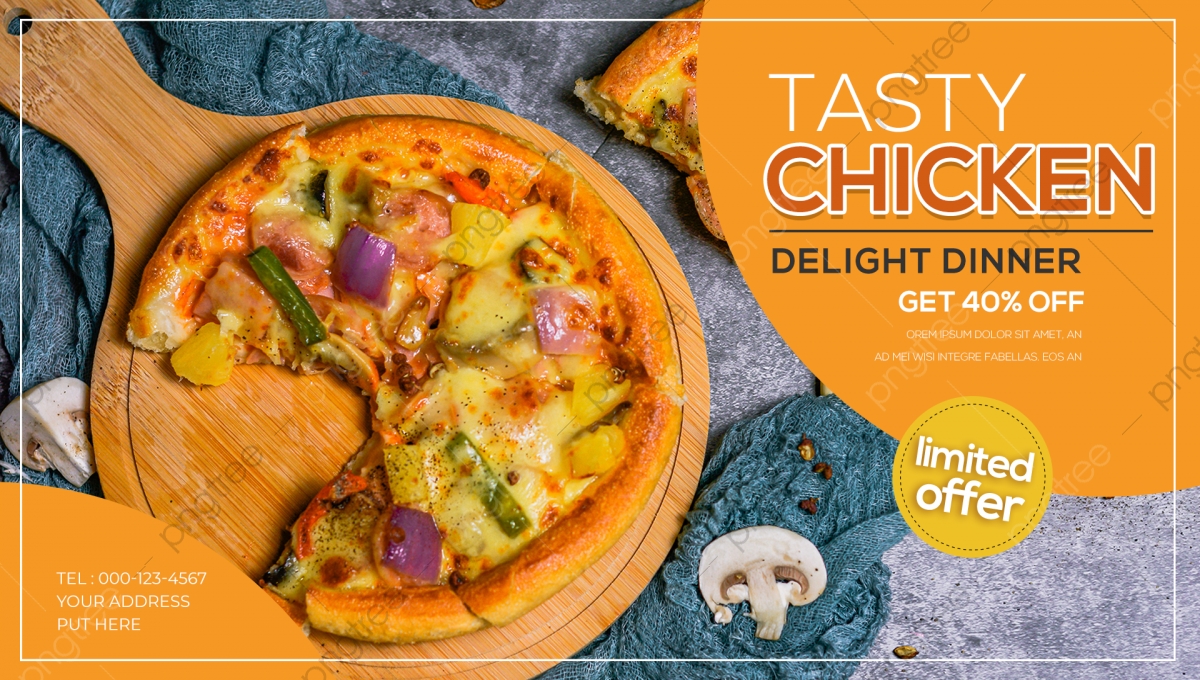 TASTY
CHICKEN
DELIGHT DINNER
GET 40% OFF
OREM IPSUM DOLOR SIT AMET, AN
AD MEI WISI INTEGRE FABELLAS. EOS AN
limited
offer
TEL : 000-123-4567
YOUR ADDRESS
PUT HERE
pngtree